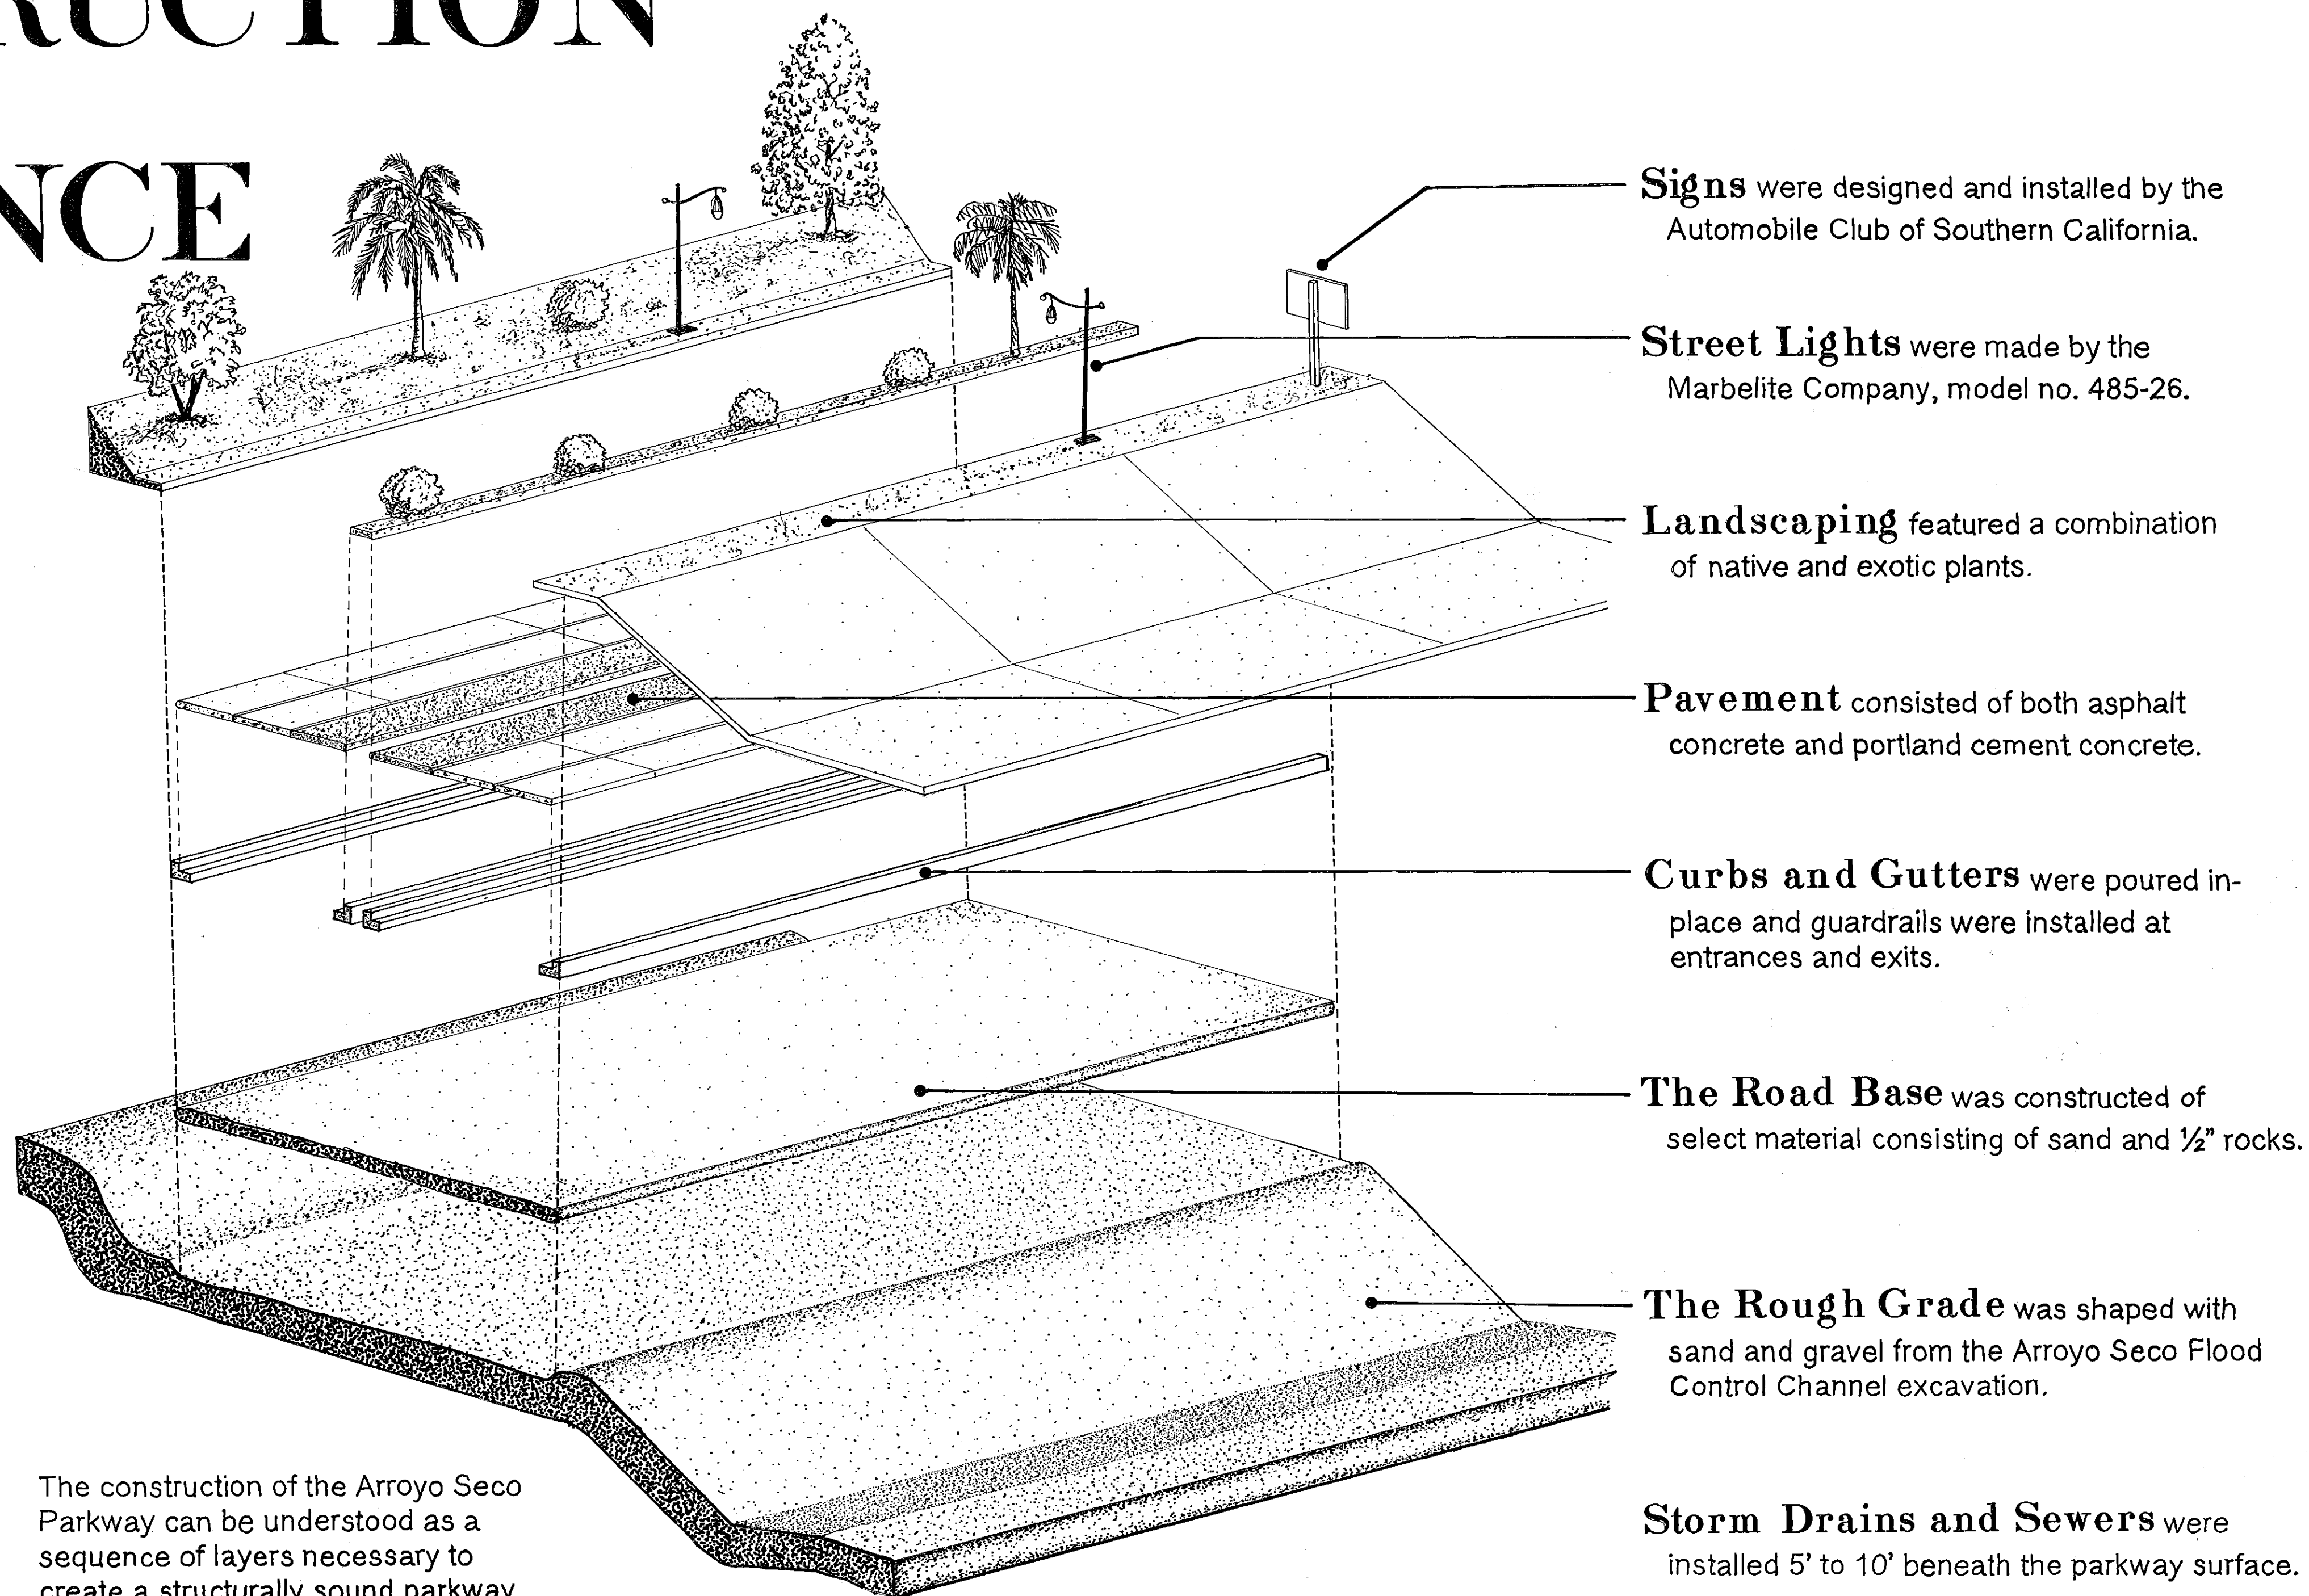 RUCTION
NCE
Signs were designed and installed by the
Automobile Club of Southern California.
Street Lights were made by the
Marbelite Company, model no. 485-26.
Landscaping featured a combination
of native and exotic plants.
Pavement consisted of both asphalt
concrete and portland cement concrete.
Curbs and Gutters were poured in-
place and guardrails were installed at
entrances and exits.
The Road Base was constructed of
select material consisting of sand and ½" rocks.
The Rough Grade was shaped with
sand and gravel from the Arroyo Seco Flood
Control Channel excavation.
Storm Drains and Sewers were
installed 5' to 10' beneath the parkway surface.
The construction of the Arroyo Seco
Parkway can be understood as a
sequence of layers necessary to
create a structurally sound parkway